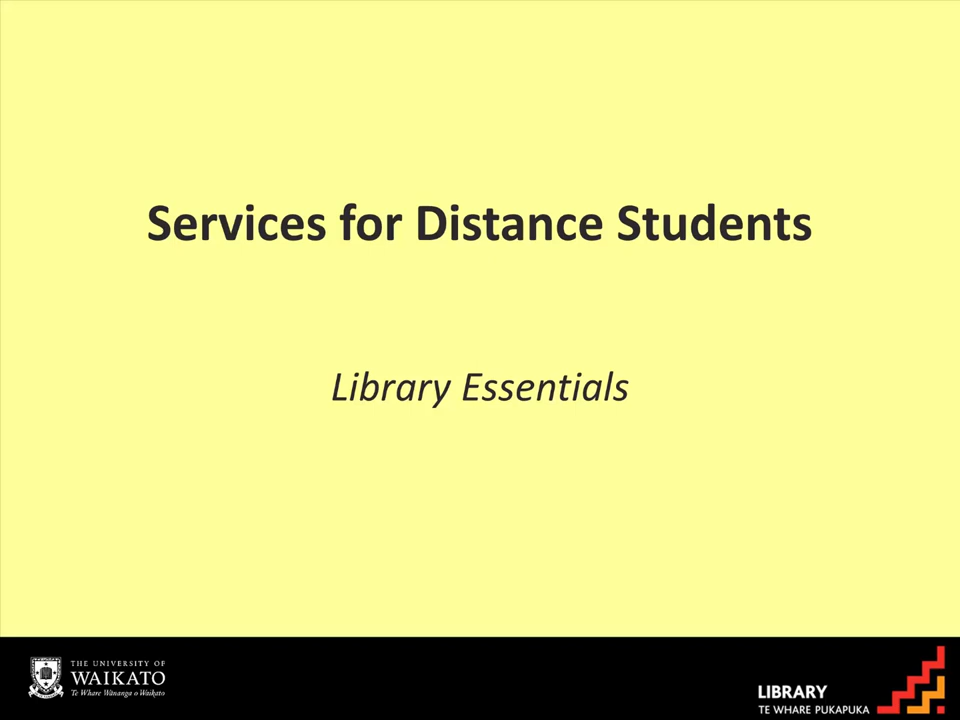 Services for Distance Students
Library Essentials
THE UNIVERSITY OF
WAIKATO
Te Whare Wānanga o Waikato
LIBRARY
TE WHARE PUKAPUKA